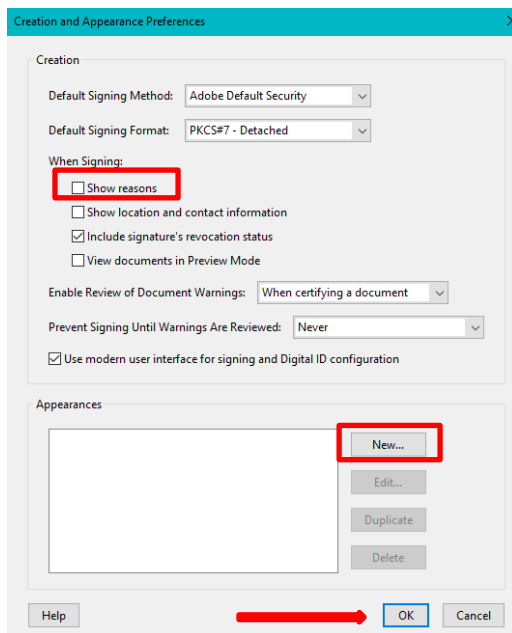 Creation and Appearance Preferences
Creation
Default Signing Method: Adobe Default Security
Default Signing Format: PKCS#7 - Detached
When Signing:
Show reasons
Show location and contact information
Include signature's revocation status
View documents in Preview Mode
Enable Review of Document Warnings: When certifying a document
Prevent Signing Until Warnings Are Reviewed: Never
Use modern user interface for signing and Digital ID configuration
Appearances
New...
Edit...
Duplicate
Delete
Help OK Cancel